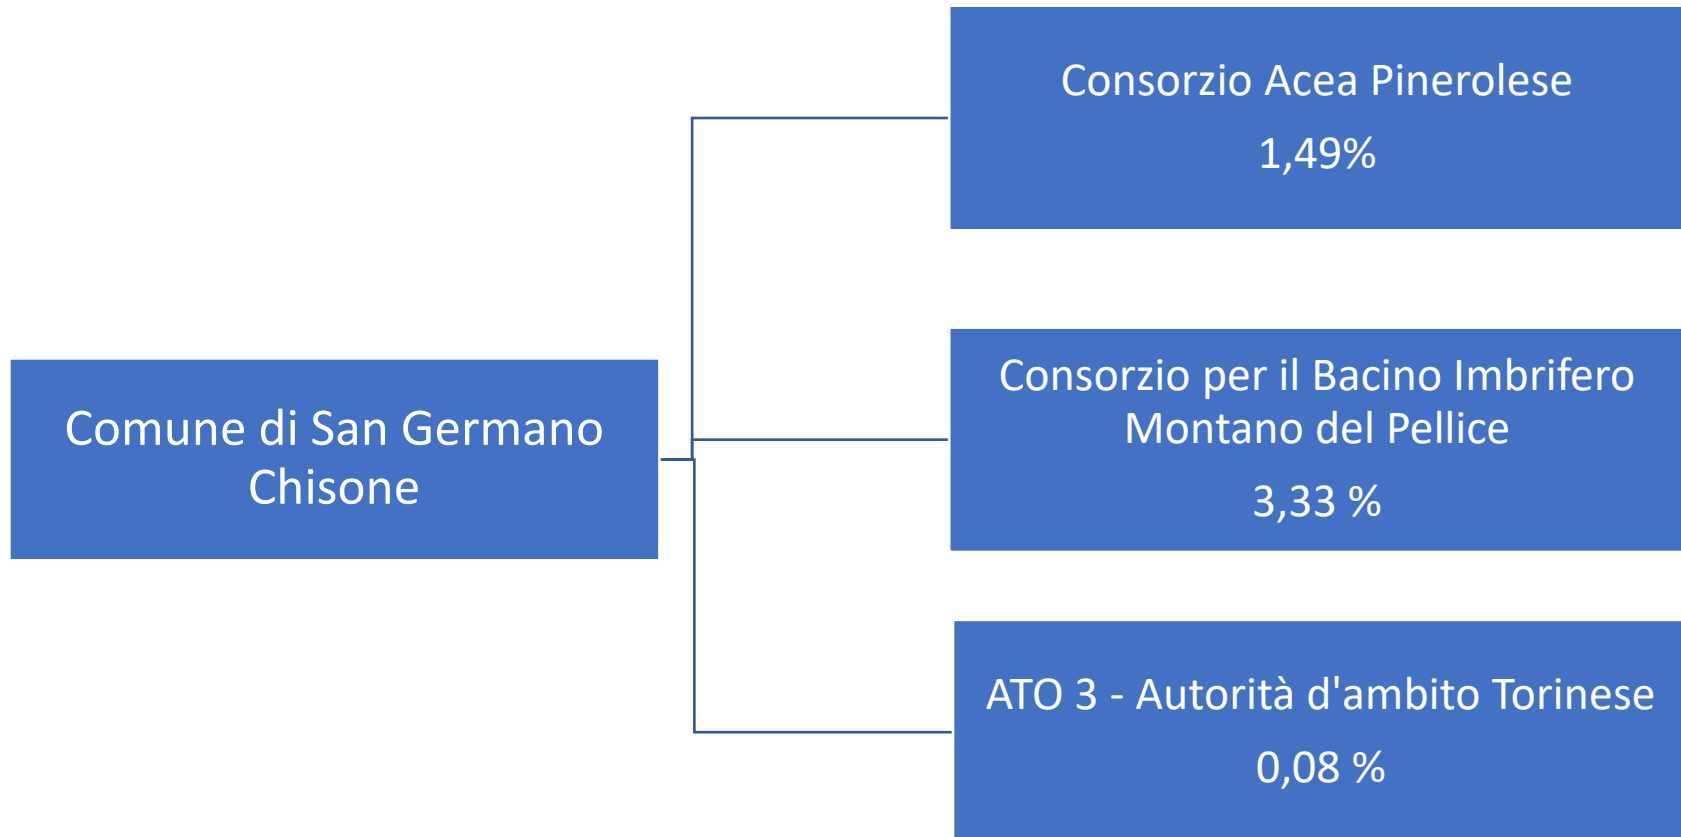 Consorzio Acea Pinerolese
1,49%
Comune di San Germano
Chisone
Consorzio per il Bacino Imbrifero
Montano del Pellice
3,33 %
ATO 3 - Autorità d'ambito Torinese
0,08 %